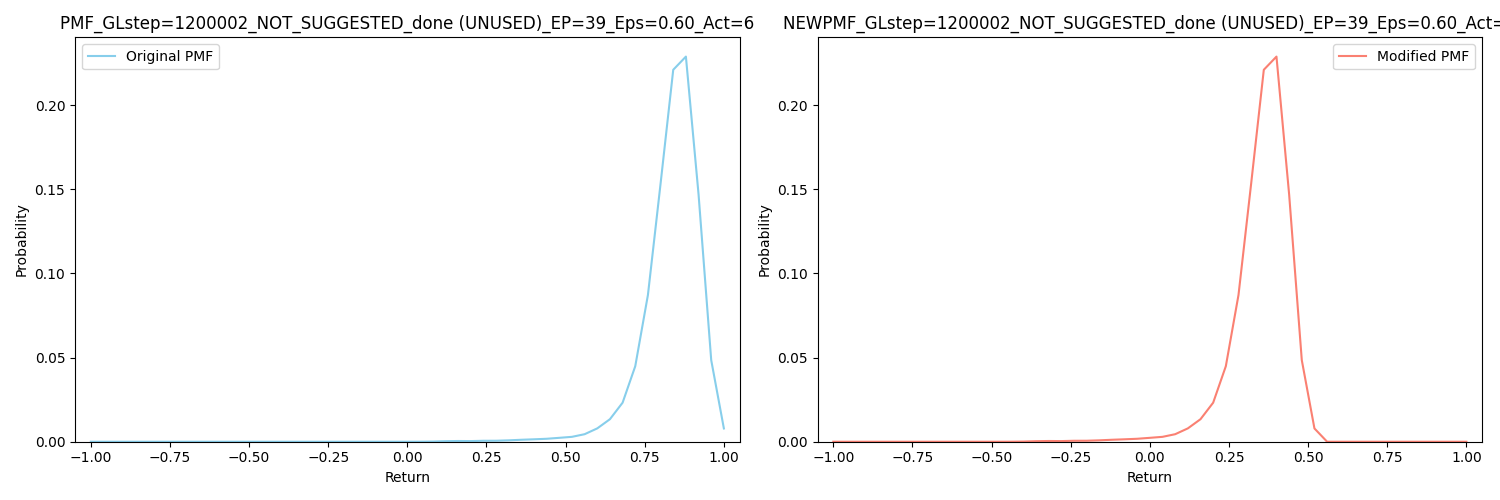 PMF_GLstep=1200002_NOT_SUGGESTED_done (UNUSED)_EP=39_Eps=0.60_Act=6
Original PMF
Probability
0.20
0.15
0.10
0.05
0.00
−1.00 −0.75 −0.50 −0.25 0.00 0.25 0.50 0.75 1.00
Return
NEWPMF_GLstep=1200002_NOT_SUGGESTED_done (UNUSED)_EP=39_Eps=0.60_Act=
Modified PMF
Probability
0.20
0.15
0.10
0.05
0.00
−1.00 −0.75 −0.50 −0.25 0.00 0.25 0.50 0.75 1.00
Return